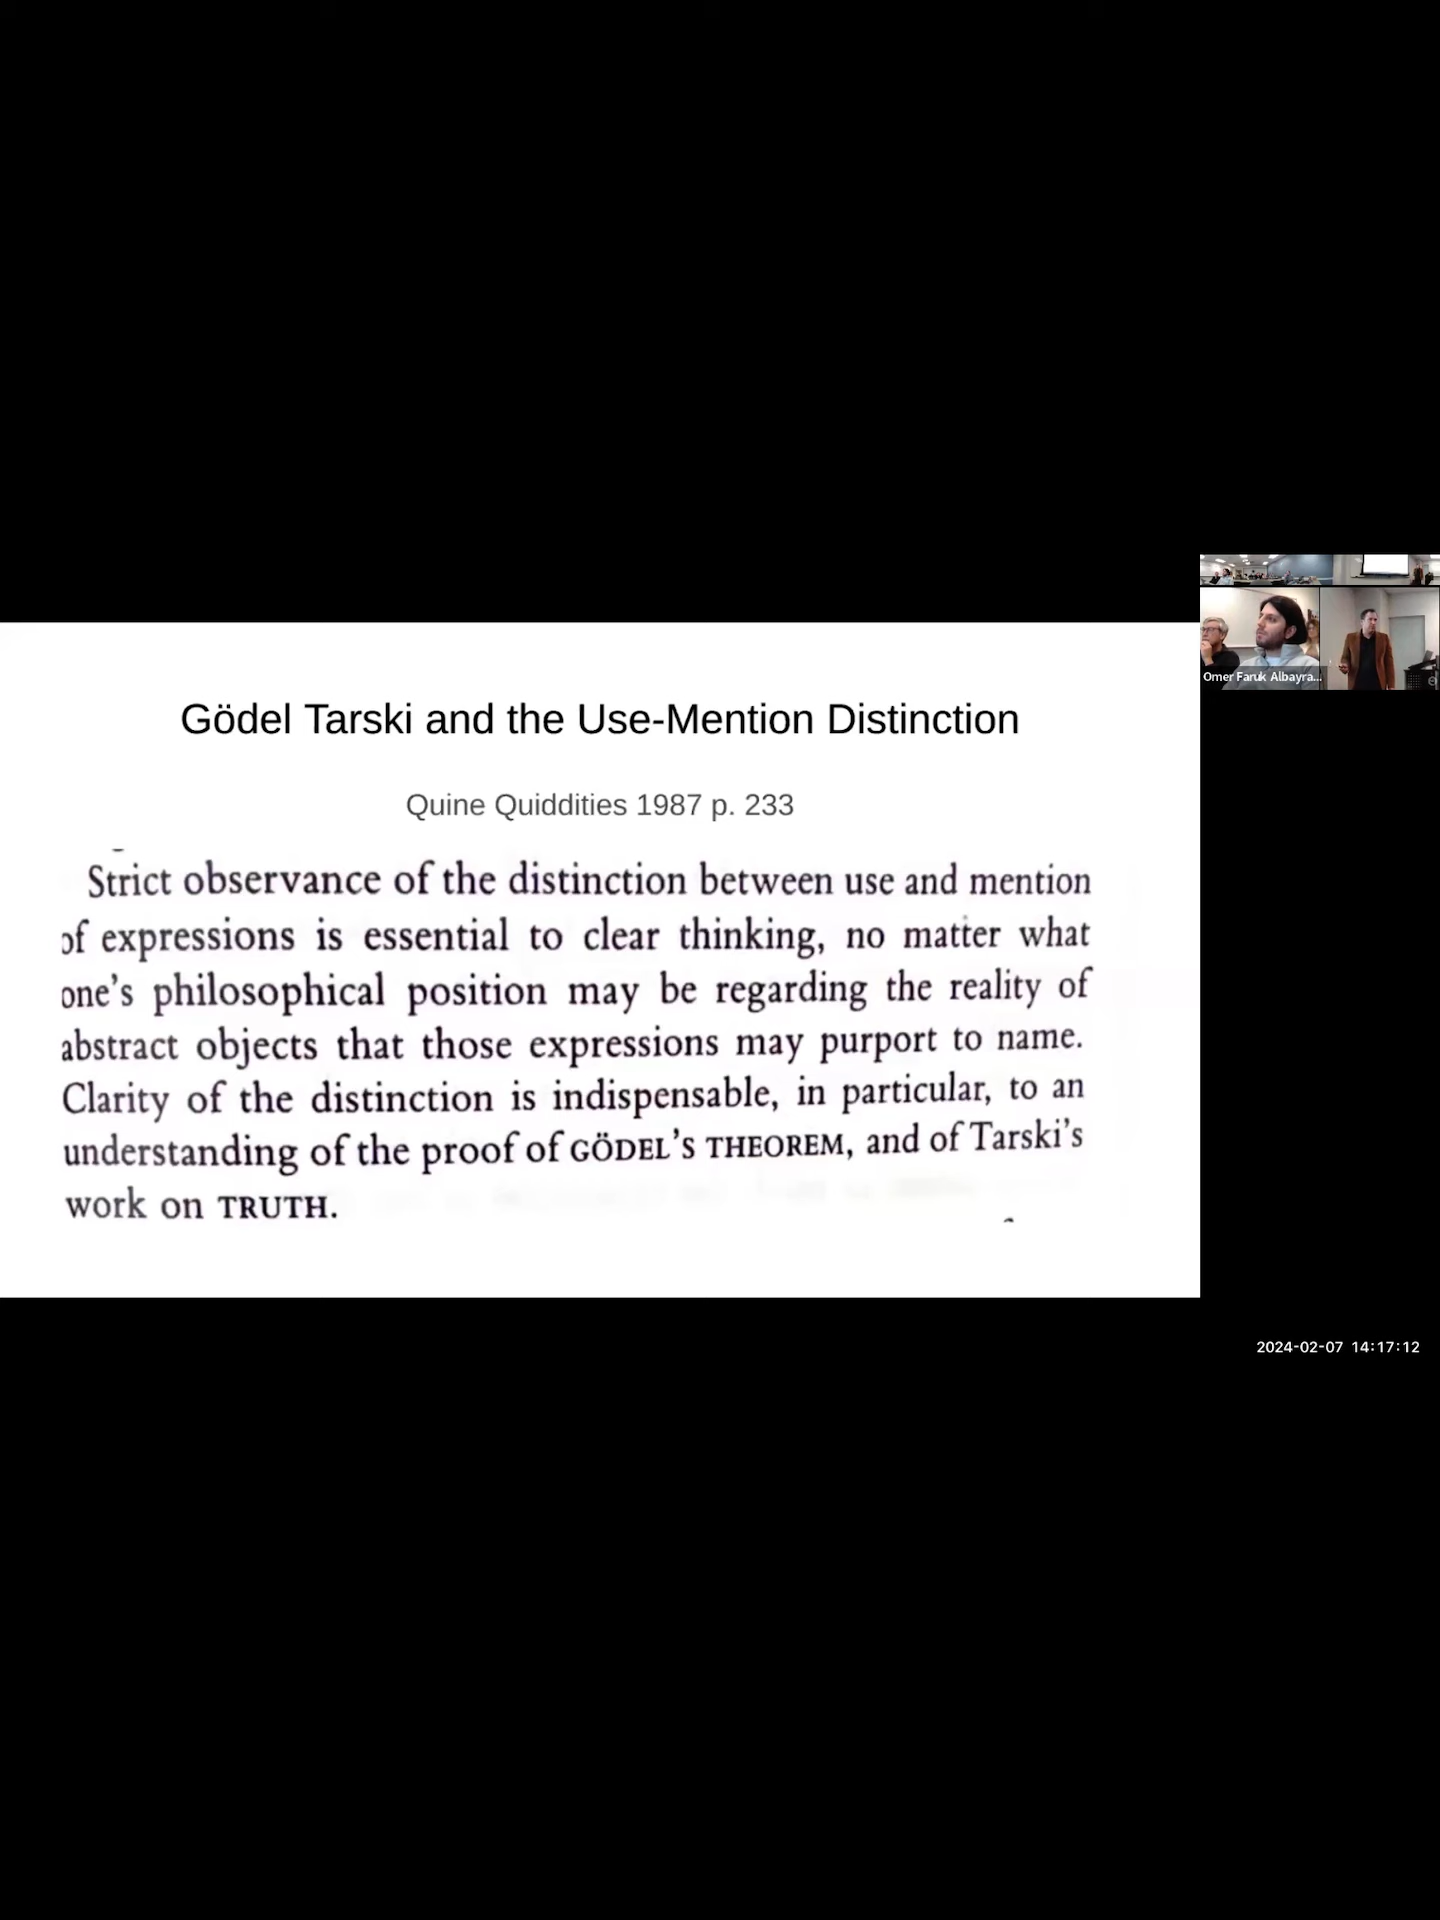 Gödel Tarski and the Use-Mention Distinction
Quine Quiddities 1987 p. 233
Strict observance of the distinction between use and mention
of expressions is essential to clear thinking, no matter what
one's philosophical position may be regarding the reality of
abstract objects that those expressions may purport to name.
Clarity of the distinction is indispensable, in particular, to an
understanding of the proof of GÖDEL'S THEOREM, and of Tarski's
work on TRUTH.
Omer Faruk Albayra...
2024-02-07 14:17:12